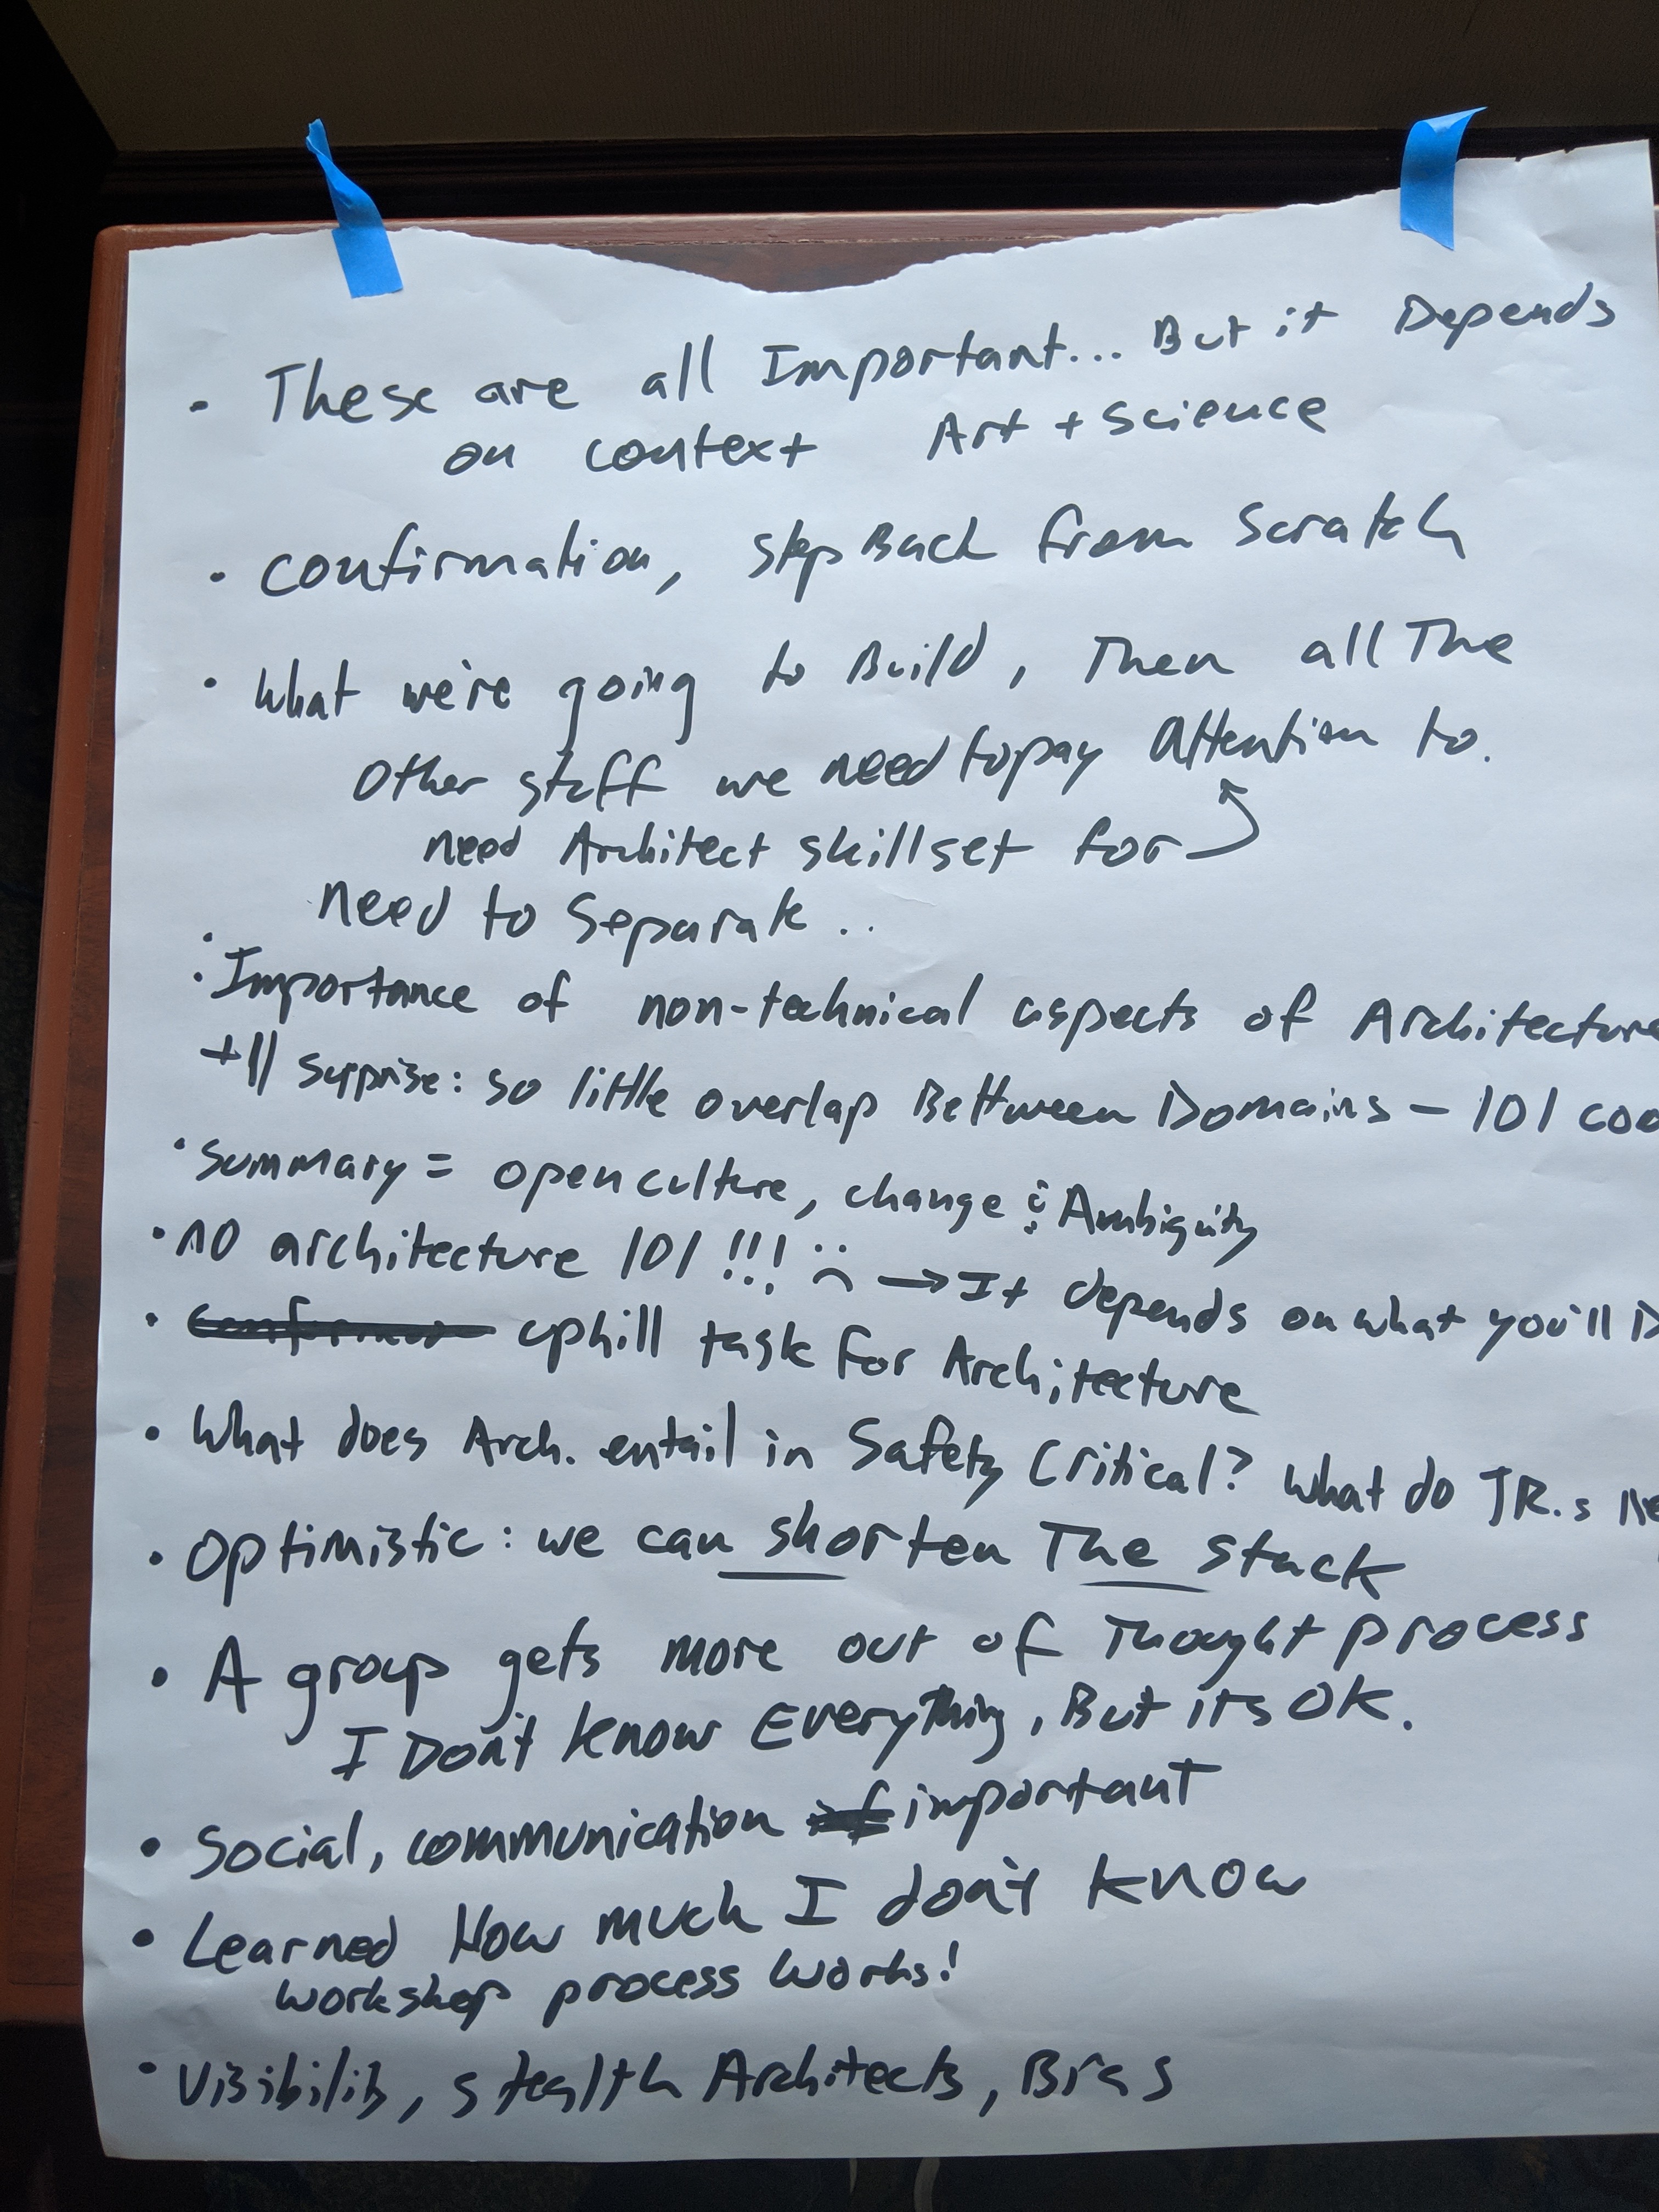 • These are all Important... But it Depends
on context Art + Science
• confirmation, step Back from Scratch
• What we're going to Build, Then all The
Other stuff we need to pay Attention to.
need Architect skillset for
need to Separate..
• Importance of non-technical aspects of Architecture
+1| surprise: so little overlap Bettween Domains - 101 coo
• Summary = open culture, change & Ambiguity
• no architecture 101 !!! :( → It depends on what you'll D
• uphill task for Architecture
• What does Arch. entail in Safety Critical? What do JR.s ne
• Optimistic: we can shorten The stack
• A group gets more out of Thought process
I Don't know Everything, But its OK.
• Social, communication important
• Learned How much I don't know
workshop process works!
• Visibility, stealth Architects, Bias